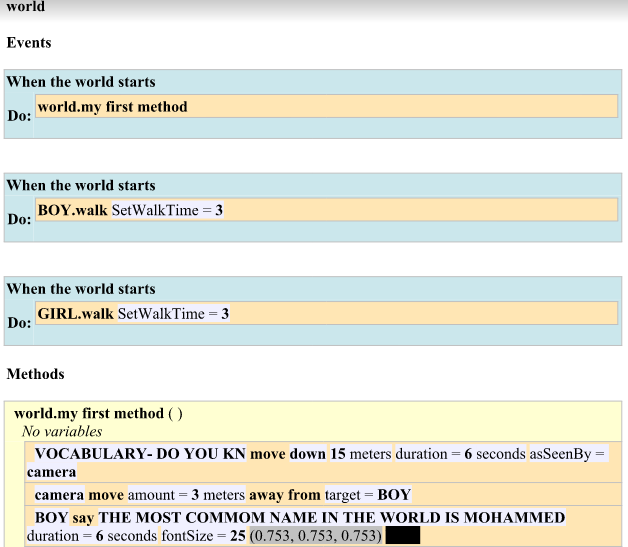 world
Events
When the world starts
Do: world.my first method
When the world starts
Do: BOY.walk SetWalkTime = 3
When the world starts
Do: GIRL.walk SetWalkTime = 3
Methods
world.my first method ( )
No variables
VOCABULARY- DO YOU KN move down 15 meters duration = 6 seconds asSeenBy =
camera
camera move amount = 3 meters away from target = BOY
BOY say THE MOST COMMOM NAME IN THE WORLD IS MOHAMMED
duration = 6 seconds fontSize = 25 (0.753, 0.753, 0.753)